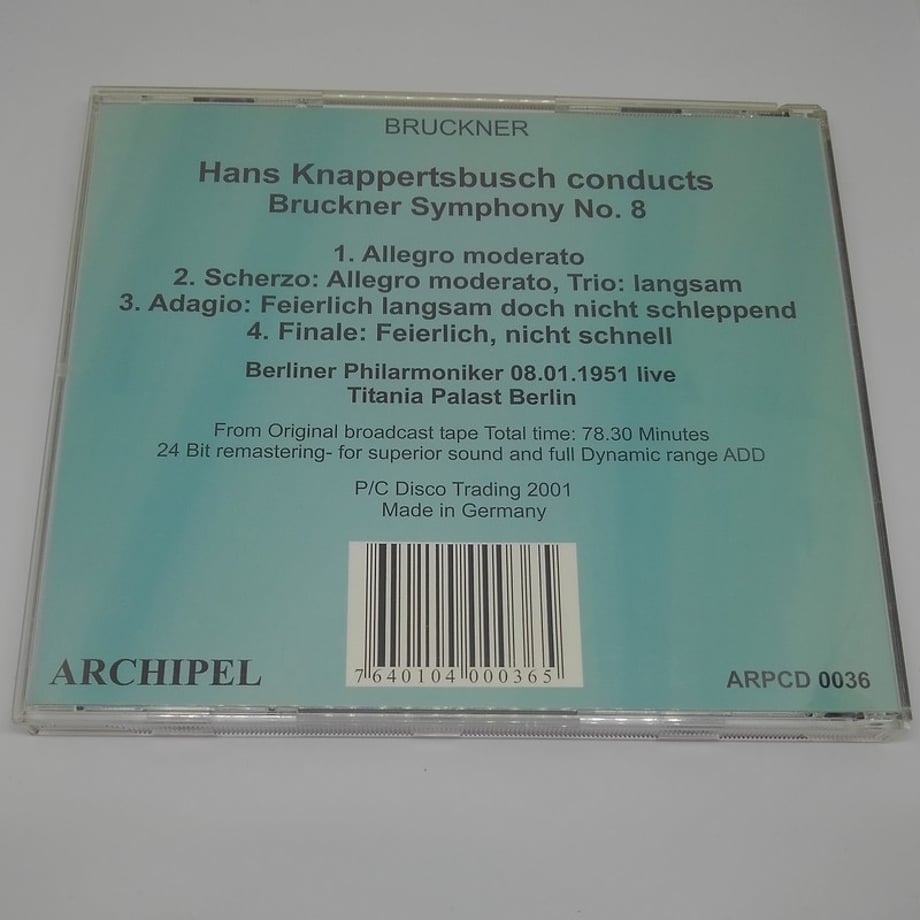 BRUCKNER
Hans Knappertsbusch conducts
Bruckner Symphony No. 8
1. Allegro moderato
2. Scherzo: Allegro moderato, Trio: langsam
3. Adagio: Feierlich langsam doch nicht schleppend
4. Finale: Feierlich, nicht schnell
Berliner Philarmoniker 08.01.1951 live
Titania Palast Berlin
From Original broadcast tape Total time: 78.30 Minutes
24 Bit remastering- for superior sound and full Dynamic range ADD
P/C Disco Trading 2001
Made in Germany
7 640104 000365
ARCHIPEL
ARPCD 0036